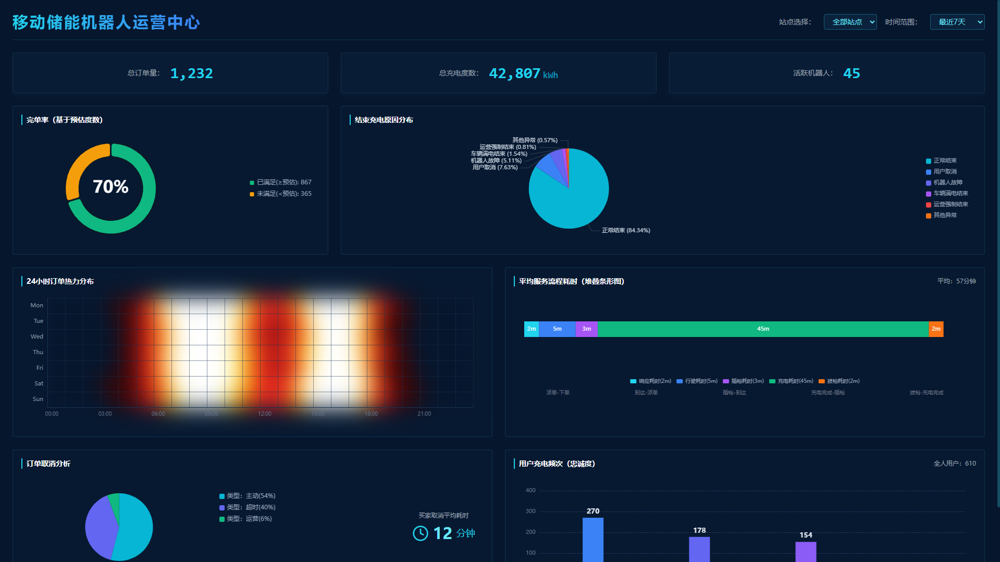 移动储能机器人运营中心
站点选择： 全部站点 时间范围： 最近7天
总订单量： 1,232
总充电度数： 42,807 kWh
活跃机器人： 45
完单率（基于预估度数）
70%
已满足(≥预估): 867
未满足(<预估): 365
结束充电原因分布
其他异常 (0.57%)
运营强制结束 (0.81%)
车辆满电结束 (1.54%)
机器人故障 (5.11%)
用户取消 (7.63%)
正常结束 (84.34%)
正常结束
用户取消
机器人故障
车辆满电结束
运营强制结束
其他异常
24小时订单热力分布
Mon
Tue
Wed
Thu
Fri
Sat
Sun
00:00 03:00 06:00 09:00 12:00 15:00 18:00 21:00
平均服务流程耗时（堆叠条形图）
平均：57分钟
2m 5m 3m 45m 2m
响应耗时(2m) 行驶耗时(5m) 插枪耗时(3m) 充电耗时(45m) 拔枪耗时(2m)
派单-下单 到达-派单 插枪-到达 充电完成-插枪 拔枪-充电完成
订单取消分析
类型：主动(54%)
类型：超时(40%)
类型：运营(6%)
买家取消平均耗时
12 分钟
用户充电频次（忠诚度）
全人用户：610
400
300
200
100
270
178
154